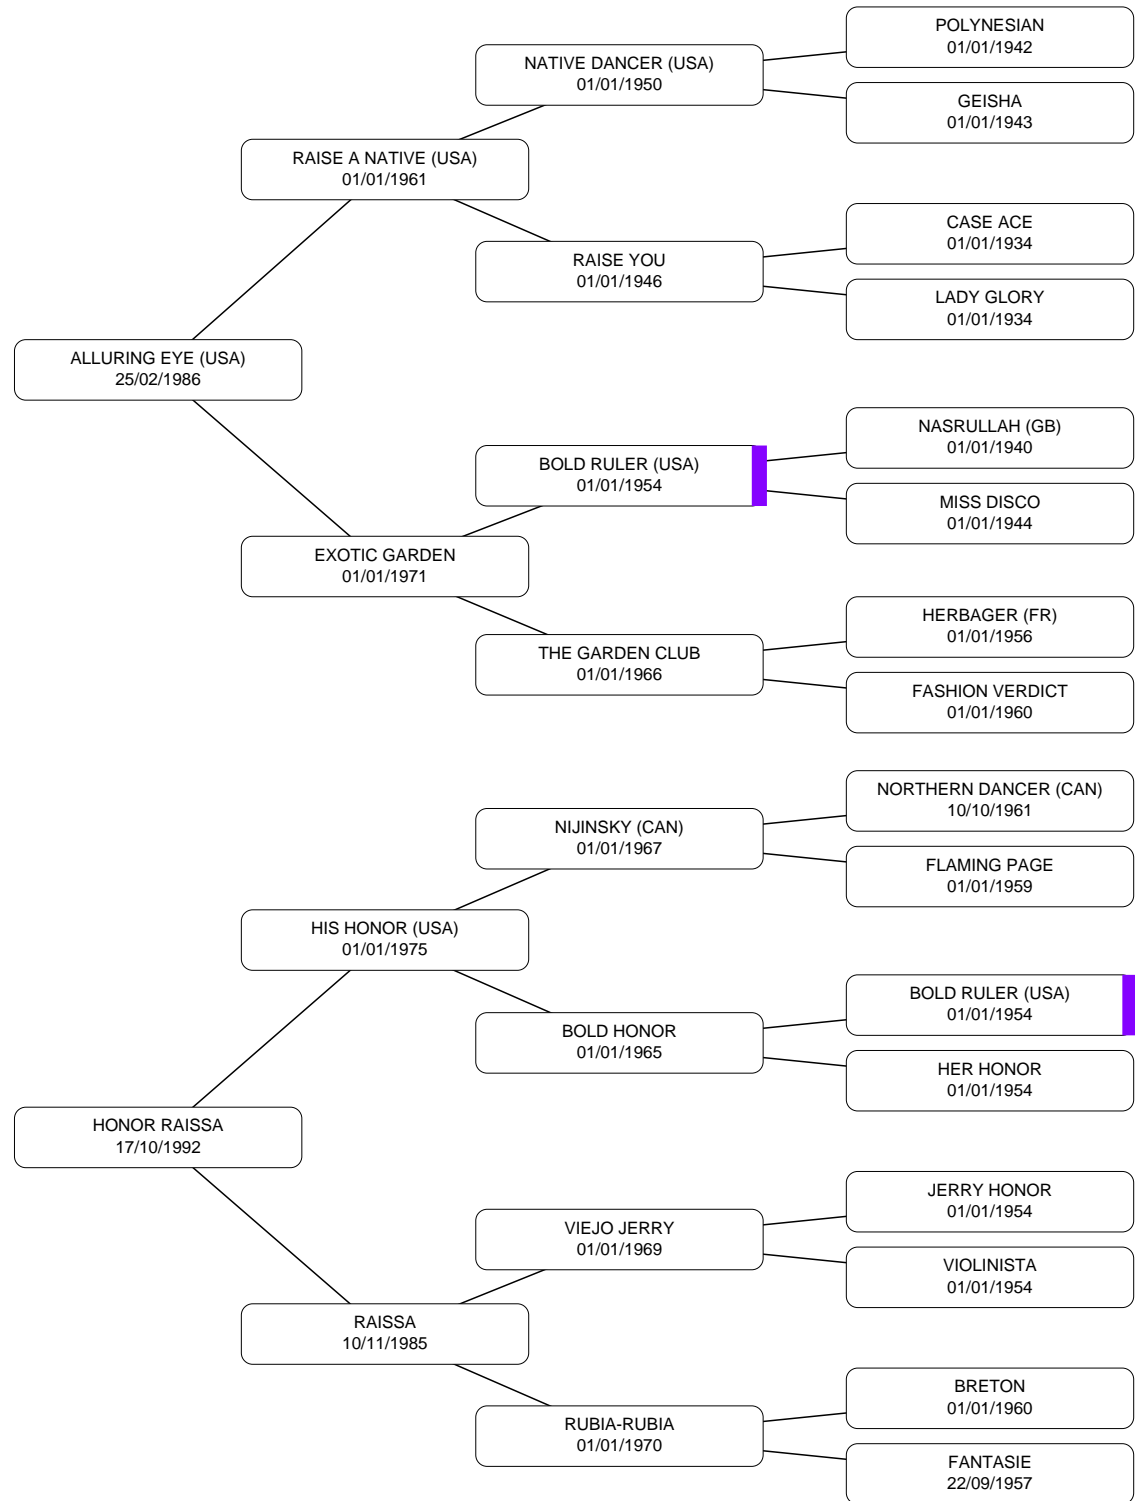 POLYNESIAN
01/01/1942
NATIVE DANCER (USA)
01/01/1950
GEISHA
01/01/1943
RAISE A NATIVE (USA)
01/01/1961
CASE ACE
01/01/1934
RAISE YOU
01/01/1946
LADY GLORY
01/01/1934
ALLURING EYE (USA)
25/02/1986
NASRULLAH (GB)
01/01/1940
BOLD RULER (USA)
01/01/1954
MISS DISCO
01/01/1944
EXOTIC GARDEN
01/01/1971
HERBAGER (FR)
01/01/1956
THE GARDEN CLUB
01/01/1966
FASHION VERDICT
01/01/1960
NORTHERN DANCER (CAN)
10/10/1961
NIJINSKY (CAN)
01/01/1967
FLAMING PAGE
01/01/1959
HIS HONOR (USA)
01/01/1975
BOLD RULER (USA)
01/01/1954
BOLD HONOR
01/01/1965
HER HONOR
01/01/1954
HONOR RAISSA
17/10/1992
JERRY HONOR
01/01/1954
VIEJO JERRY
01/01/1969
VIOLINISTA
01/01/1954
RAISSA
10/11/1985
BRETON
01/01/1960
RUBIA-RUBIA
01/01/1970
FANTASIE
22/09/1957